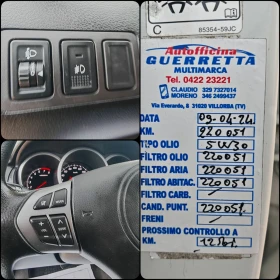 C
85354-59JC
Autofficina
GUERRETTA
MULTIMARCA
Tel. 0422 23221
CLAUDIO 329 7327014
MORENO 346 2499437
Via Everardo, 8 31020 VILLORBA (TV)
DATA 09-04-24
KM. 220051
TIPO OLIO 5W30
FILTRO OLIO 220051
FILTRO ARIA 220051
FILTRO ABITAC. 220051
FILTRO CARB.
CAND. PUNT. 220051
FRENI /
PROSSIMO CONTROLLO A
KM.